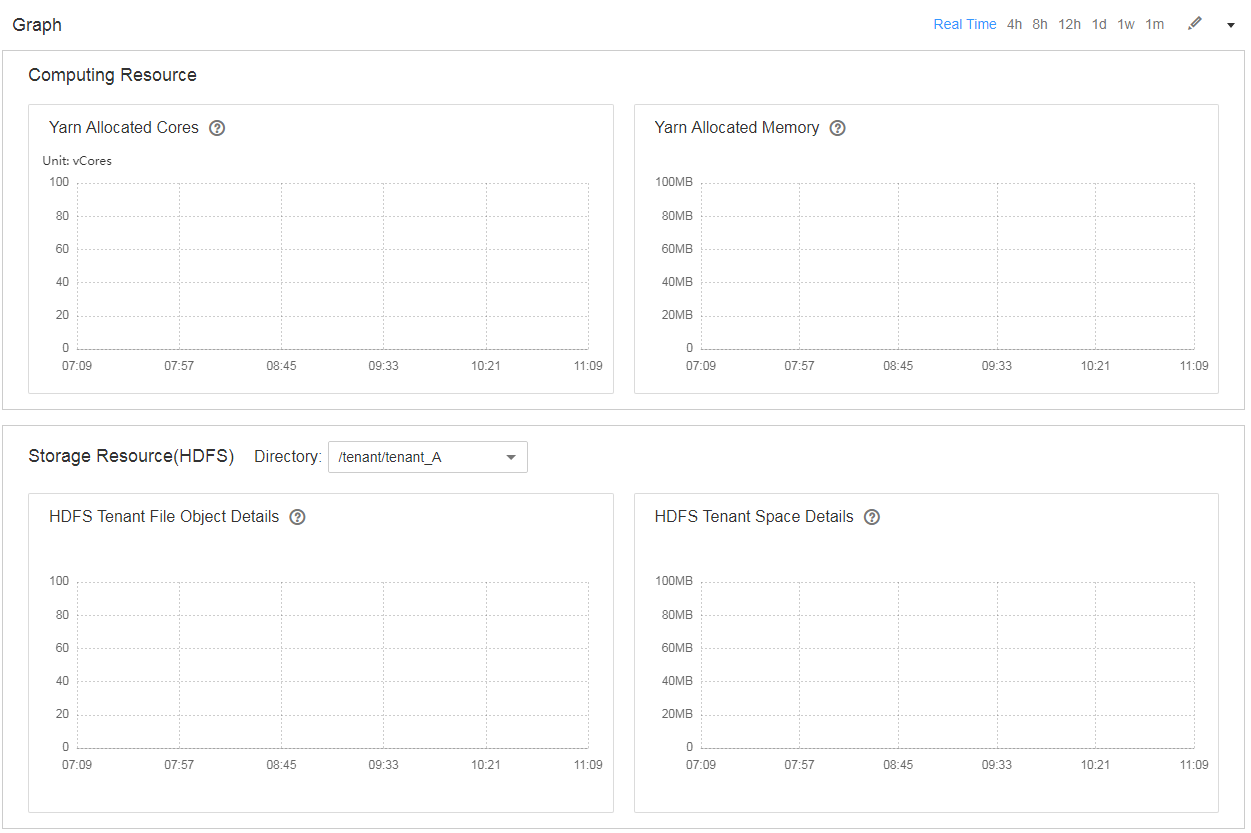 Graph
Real Time 4h 8h 12h 1d 1w 1m
Computing Resource
Yarn Allocated Cores ?
Unit: vCores
100
80
60
40
20
0
07:09 07:57 08:45 09:33 10:21 11:09
Yarn Allocated Memory ?
100MB
80MB
60MB
40MB
20MB
0
07:09 07:57 08:45 09:33 10:21 11:09
Storage Resource(HDFS) Directory: /tenant/tenant_A
HDFS Tenant File Object Details ?
100
80
60
40
20
0
07:09 07:57 08:45 09:33 10:21 11:09
HDFS Tenant Space Details ?
100MB
80MB
60MB
40MB
20MB
0
07:09 07:57 08:45 09:33 10:21 11:09